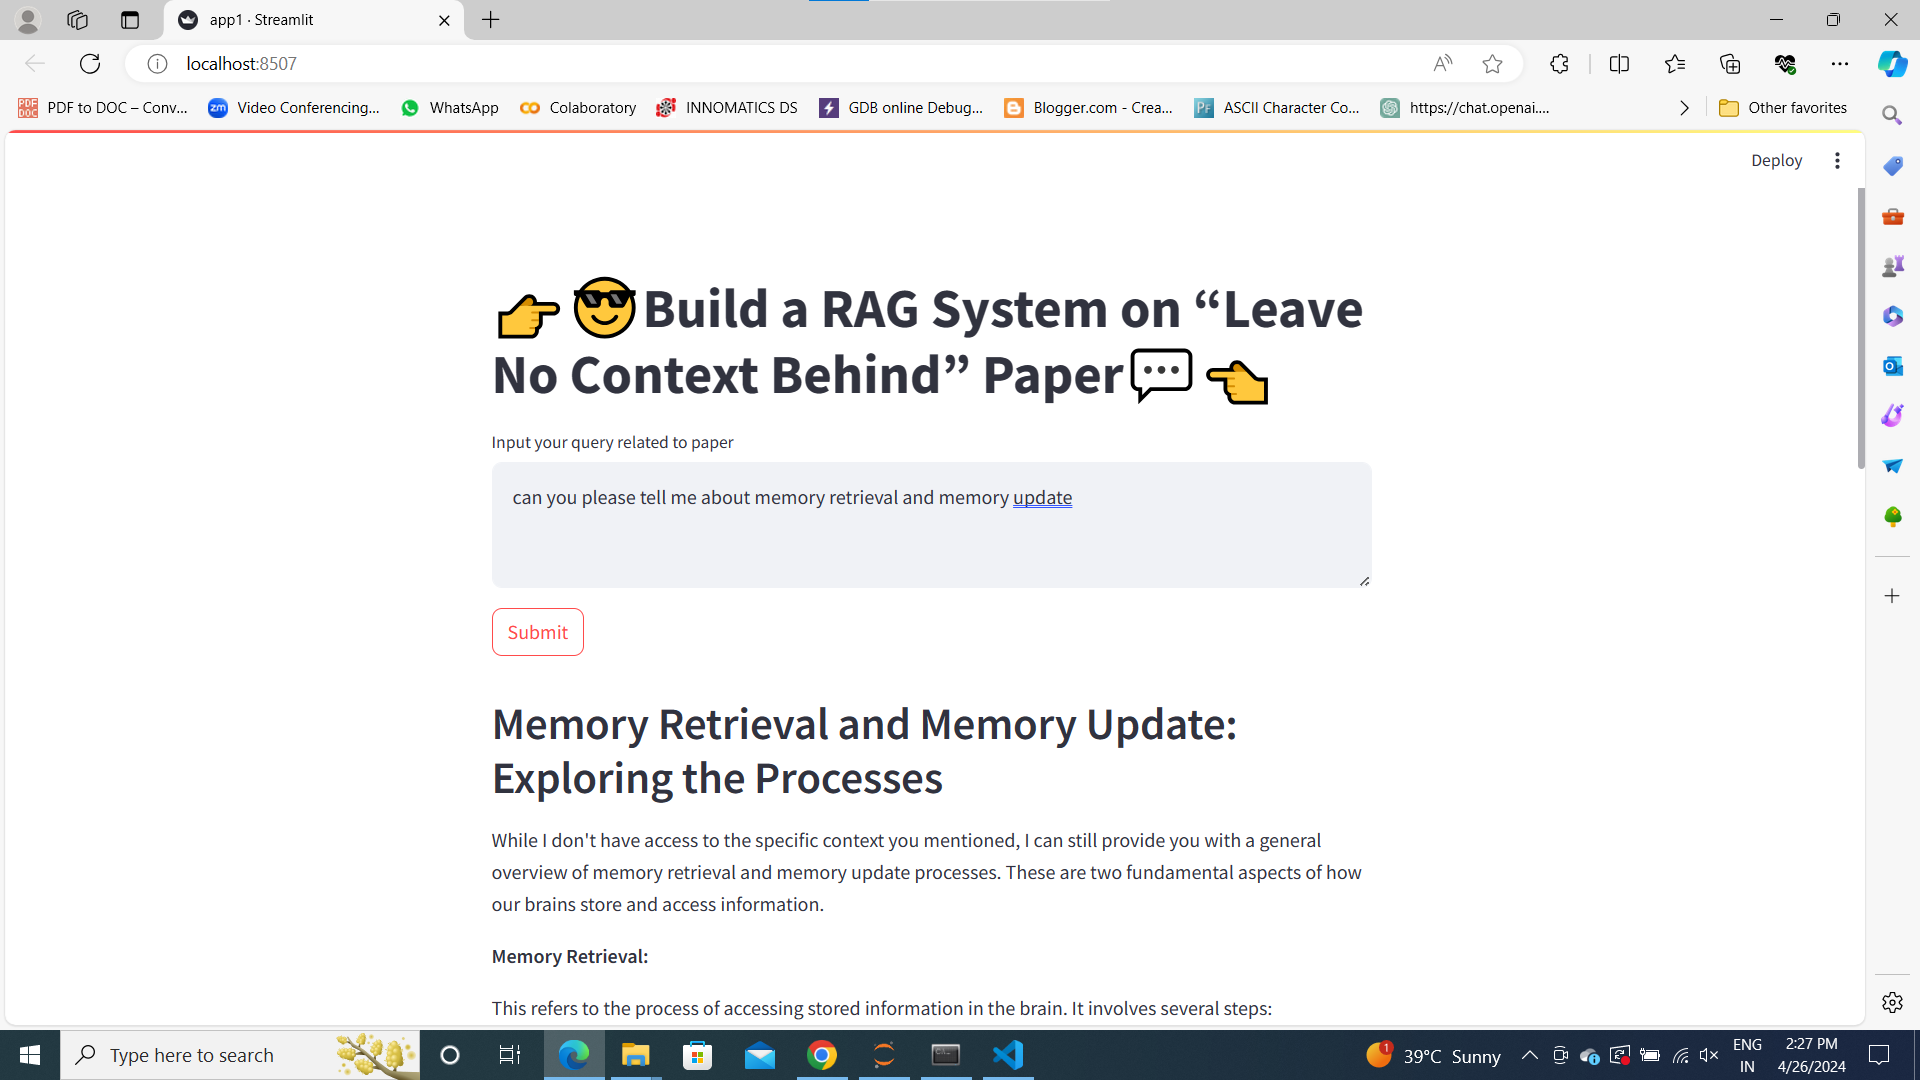 app1 · Streamlit
localhost:8507
PDF to DOC – Conv...
Video Conferencing...
WhatsApp
Colaboratory
INNOMATICS DS
GDB online Debug...
Blogger.com - Crea...
ASCII Character Co...
https://chat.openai....
Other favorites
Deploy
👉😎Build a RAG System on “Leave
No Context Behind” Paper💬👈
Input your query related to paper
can you please tell me about memory retrieval and memory update
Submit
Memory Retrieval and Memory Update:
Exploring the Processes
While I don't have access to the specific context you mentioned, I can still provide you with a general
overview of memory retrieval and memory update processes. These are two fundamental aspects of how
our brains store and access information.
Memory Retrieval:
This refers to the process of accessing stored information in the brain. It involves several steps:
Type here to search
1
39°C Sunny
ENG
IN
2:27 PM
4/26/2024